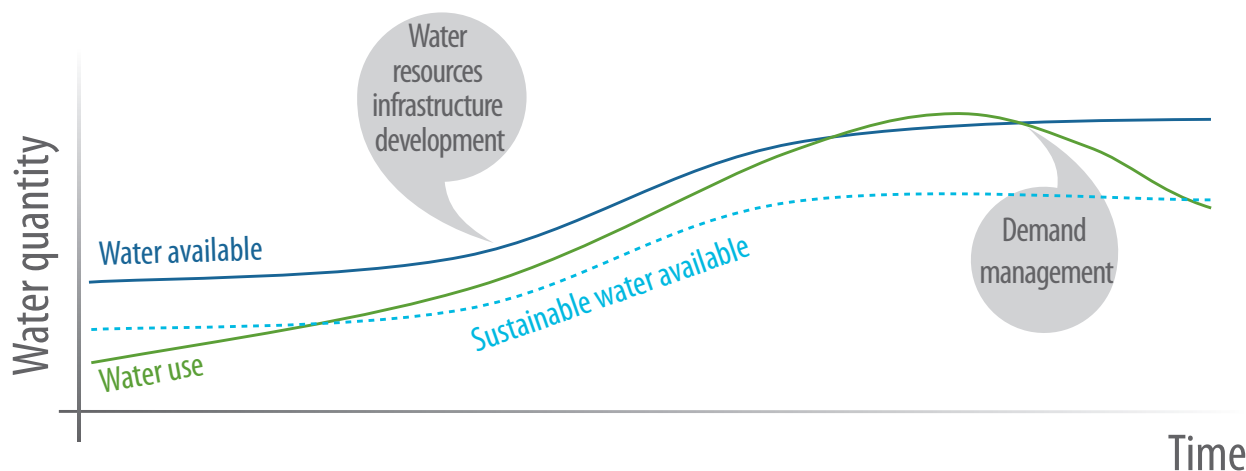 Water
resources
infrastructure
development
Water quantity
Water available
Water use
Sustainable water available
Demand
management
Time